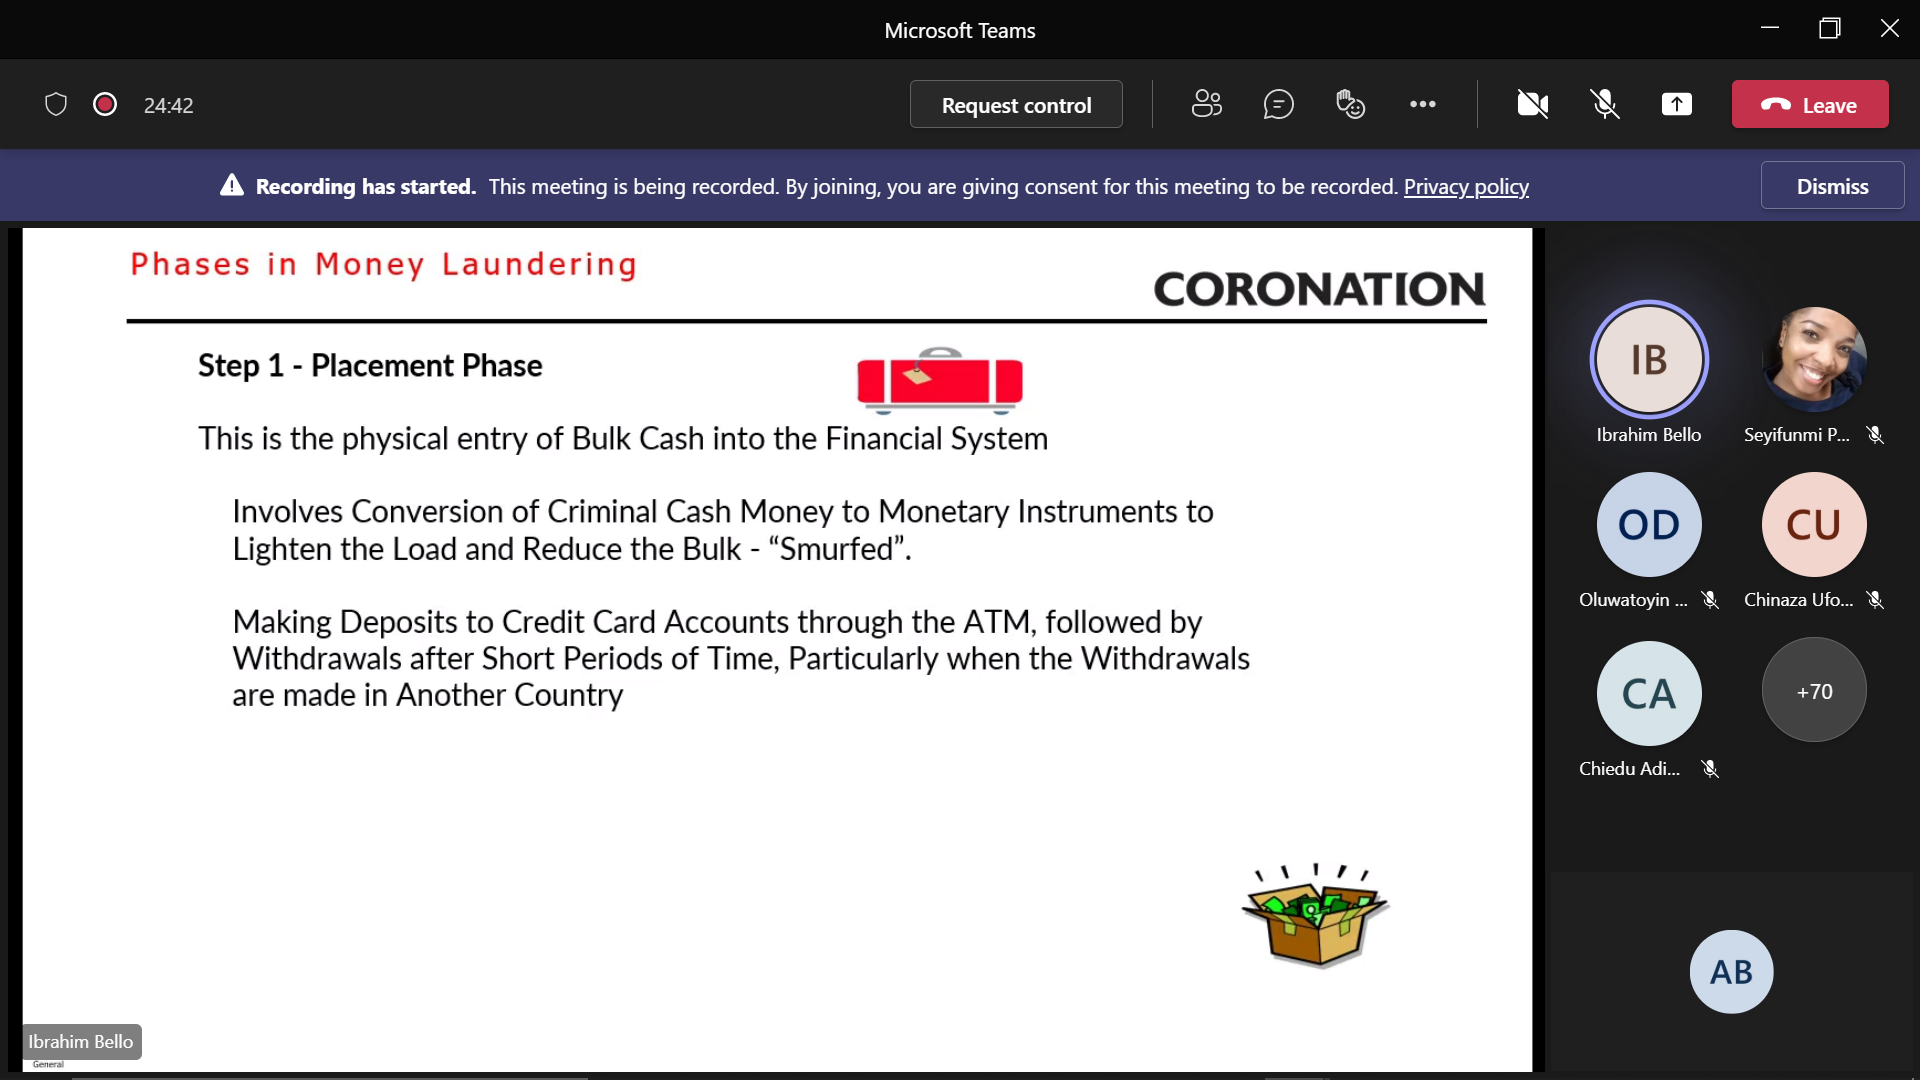 Microsoft Teams
24:42
Request control
Leave
Recording has started. This meeting is being recorded. By joining, you are giving consent for this meeting to be recorded. Privacy policy
Dismiss
Phases in Money Laundering
CORONATION
Step 1 - Placement Phase
This is the physical entry of Bulk Cash into the Financial System
Involves Conversion of Criminal Cash Money to Monetary Instruments to
Lighten the Load and Reduce the Bulk - “Smurfed”.
Making Deposits to Credit Card Accounts through the ATM, followed by
Withdrawals after Short Periods of Time, Particularly when the Withdrawals
are made in Another Country
IB
Ibrahim Bello
Seyifunmi P...
OD
Oluwatoyin ...
CU
Chinaza Ufo...
CA
Chiedu Adi...
+70
AB
Ibrahim Bello
General